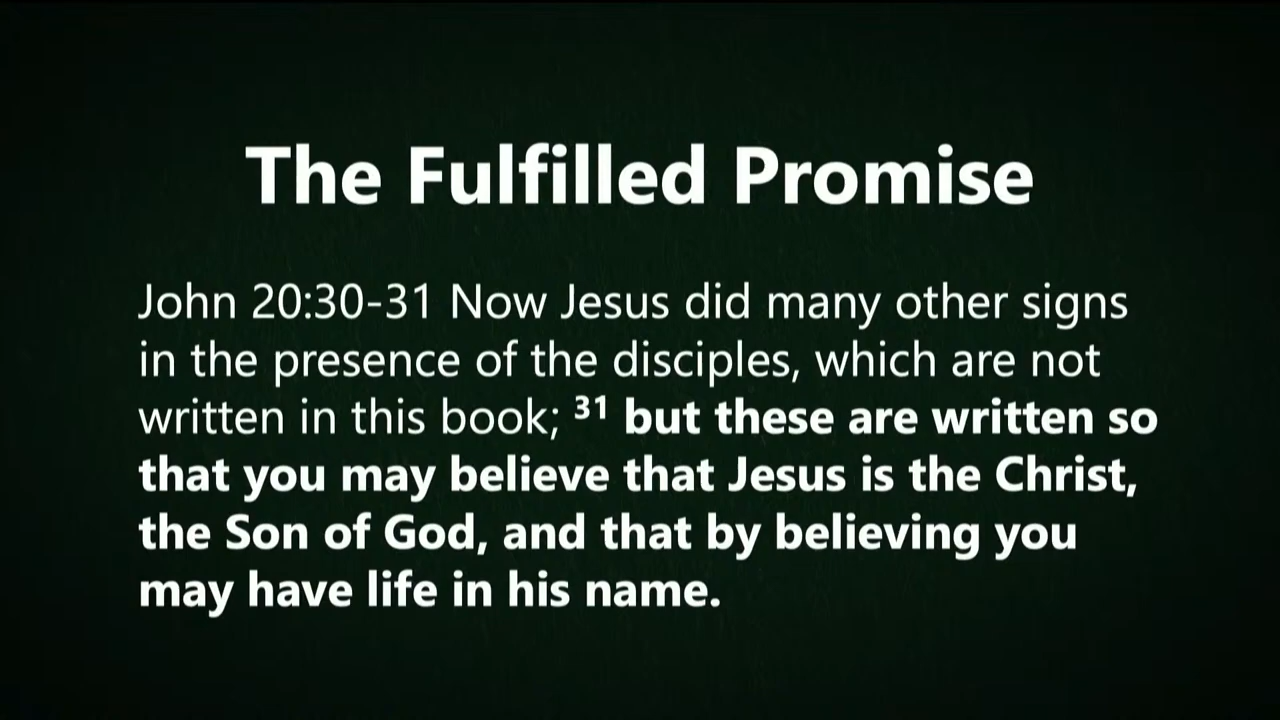 The Fulfilled Promise
John 20:30-31 Now Jesus did many other signs
in the presence of the disciples, which are not
written in this book; ³¹ but these are written so
that you may believe that Jesus is the Christ,
the Son of God, and that by believing you
may have life in his name.